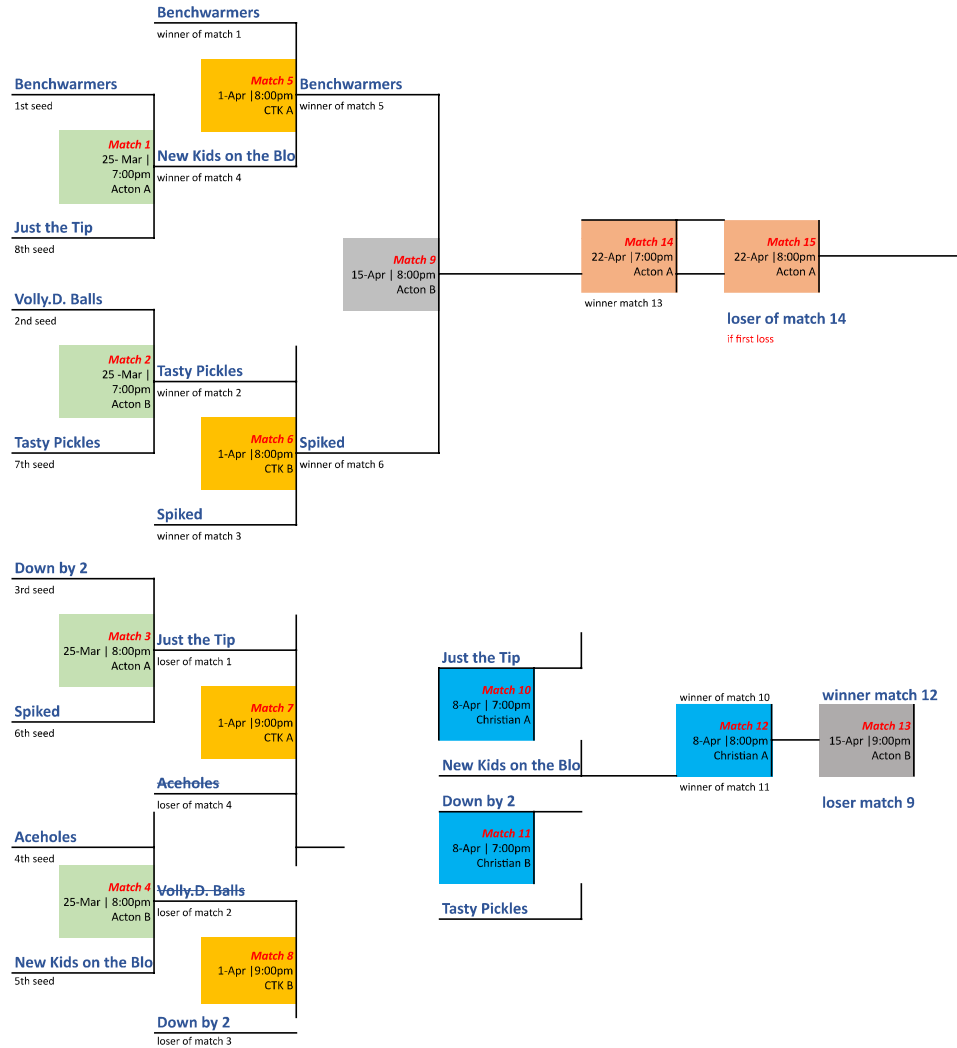 Benchwarmers
winner of match 1
Match 5
1-Apr |8:00pm
CTK A
Benchwarmers
1st seed
Benchwarmers
winner of match 5
Match 1
25- Mar |
7:00pm
Acton A
New Kids on the Blo
winner of match 4
Just the Tip
8th seed
Match 9
15-Apr | 8:00pm
Acton B
Match 14
22-Apr |7:00pm
Acton A
winner match 13
Match 15
22-Apr |8:00pm
Acton A
loser of match 14
if first loss
Volly.D. Balls
2nd seed
Match 2
25 -Mar |
7:00pm
Acton B
Tasty Pickles
winner of match 2
Tasty Pickles
7th seed
Match 6
1-Apr |8:00pm
CTK B
Spiked
winner of match 6
Spiked
winner of match 3
Down by 2
3rd seed
Match 3
25-Mar | 8:00pm
Acton A
Just the Tip
loser of match 1
Spiked
6th seed
Match 7
1-Apr |9:00pm
CTK A
Aceholes
loser of match 4
Just the Tip
Match 10
8-Apr | 7:00pm
Christian A
New Kids on the Blo
winner of match 10
Match 12
8-Apr |8:00pm
Christian A
winner of match 11
winner match 12
Match 13
15-Apr |9:00pm
Acton B
loser match 9
Aceholes
4th seed
Match 4
25-Mar | 8:00pm
Acton B
Volly.D. Balls
loser of match 2
New Kids on the Blo
5th seed
Match 8
1-Apr |9:00pm
CTK B
Down by 2
loser of match 3
Down by 2
Match 11
8-Apr | 7:00pm
Christian B
Tasty Pickles